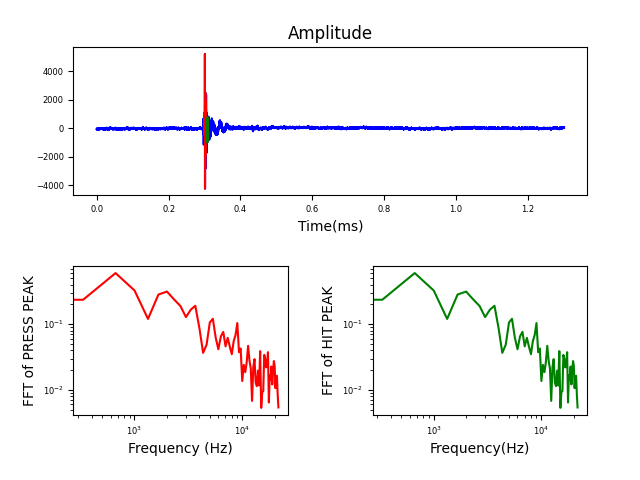 Amplitude
4000
2000
0
−2000
−4000
0.0 0.2 0.4 0.6 0.8 1.0 1.2
Time(ms)
FFT of PRESS PEAK
10⁻¹
10⁻²
10³ 10⁴
Frequency (Hz)
FFT of HIT PEAK
10⁻¹
10⁻²
10³ 10⁴
Frequency(Hz)